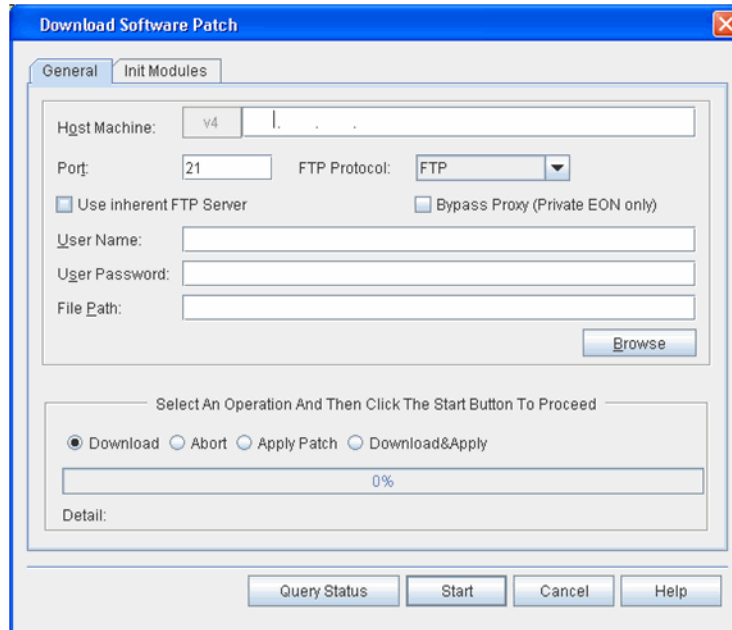 Download Software Patch
General Init Modules
Host Machine: v4 . . .
Port: 21 FTP Protocol: FTP
Use inherent FTP Server Bypass Proxy (Private EON only)
User Name:
User Password:
File Path:
Browse
Select An Operation And Then Click The Start Button To Proceed
Download Abort Apply Patch Download&Apply
0%
Detail:
Query Status Start Cancel Help